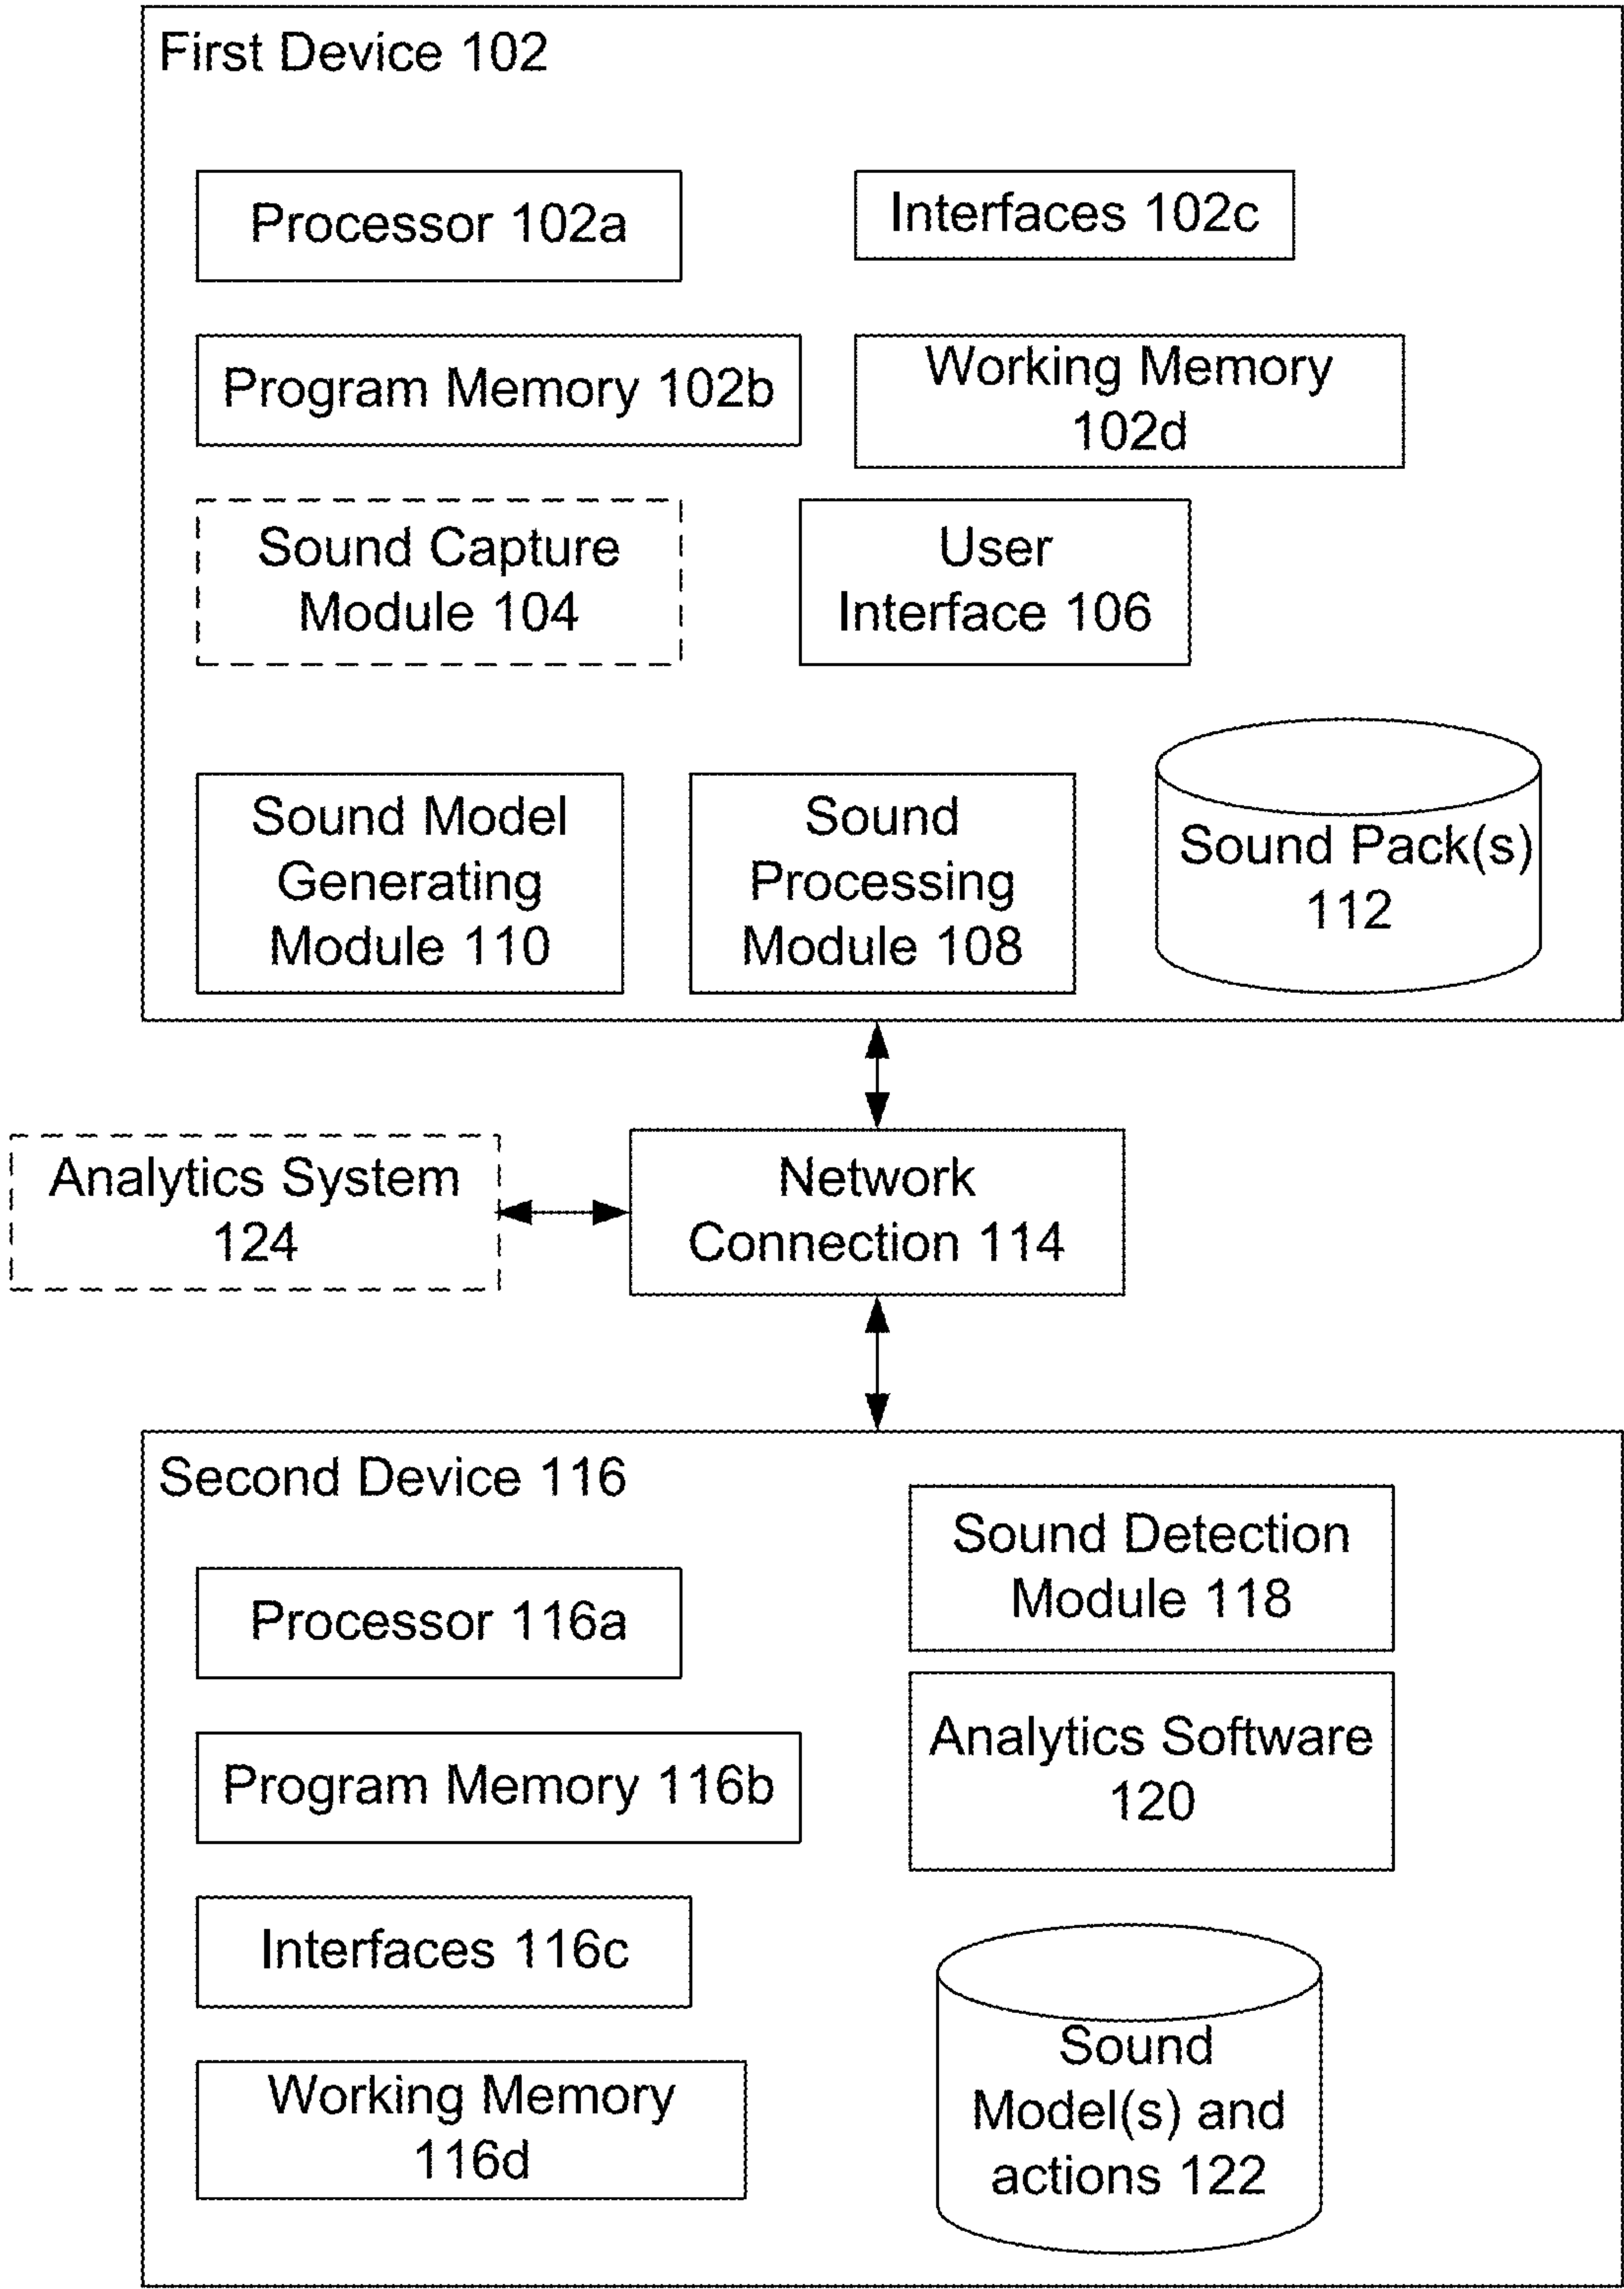 First Device 102
Processor 102a
Interfaces 102c
Program Memory 102b
Working Memory
102d
Sound Capture
Module 104
User
Interface 106
Sound Model
Generating
Module 110
Sound
Processing
Module 108
Sound Pack(s)
112
Analytics System
124
Network
Connection 114
Second Device 116
Sound Detection
Module 118
Processor 116a
Analytics Software
120
Program Memory 116b
Interfaces 116c
Working Memory
116d
Sound
Model(s) and
actions 122